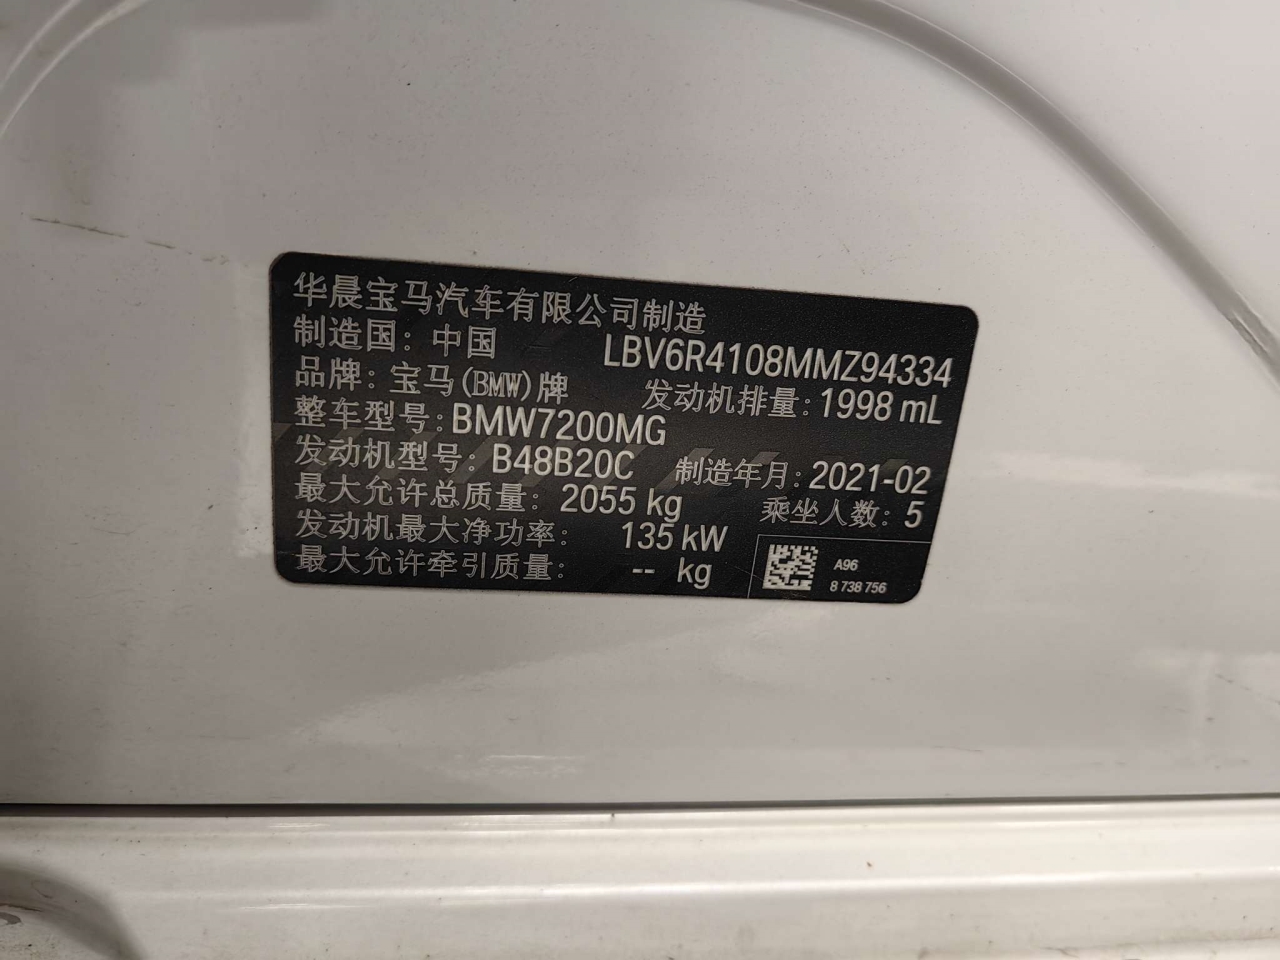 华晨宝马汽车有限公司制造
制造国：中国 LBV6R4108MMZ94334
品牌：宝马(BMW)牌 发动机排量：1998 mL
整车型号：BMW7200MG
发动机型号：B48B20C 制造年月：2021-02
最大允许总质量：2055 kg 乘坐人数：5
发动机最大净功率： 135 kW
最大允许牵引质量： -- kg
A96
8 738 756